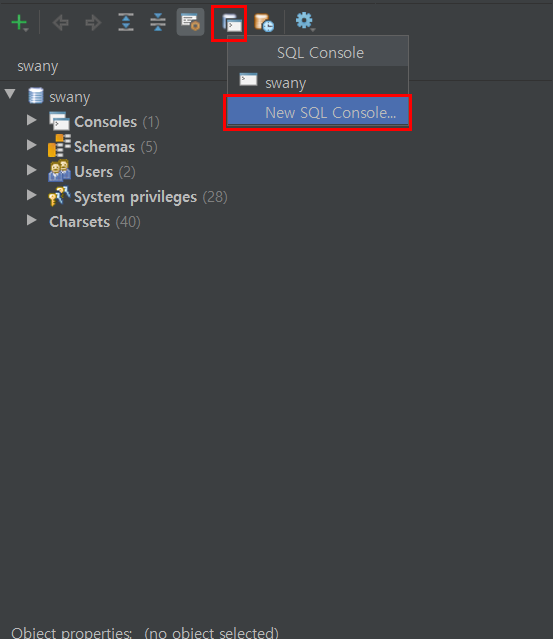 SQL Console
swany
swany
New SQL Console...
swany
Consoles (1)
Schemas (5)
Users (2)
System privileges (28)
Charsets (40)
Object properties: (no object selected)